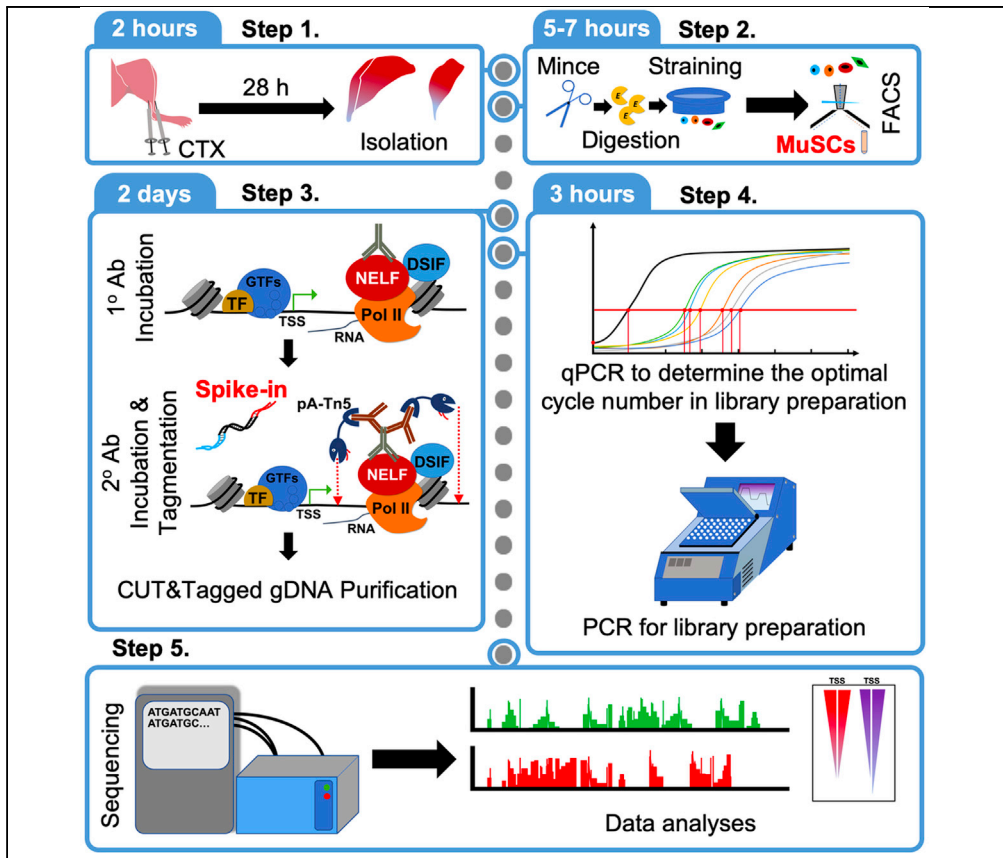 2 hours
Step 1.
28 h
CTX
Isolation
5-7 hours
Step 2.
Mince
Straining
E
E
E
Digestion
MuSCs
FACS
2 days
Step 3.
1º Ab
Incubation
NELF
DSIF
GTFs
TF
TSS
Pol II
RNA
2º Ab
Incubation &
Tagmentation
Spike-in
pA-Tn5
NELF
DSIF
GTFs
TF
TSS
Pol II
RNA
CUT&Tagged gDNA Purification
3 hours
Step 4.
qPCR to determine the optimal
cycle number in library preparation
PCR for library preparation
Step 5.
Sequencing
ATGATGCAAT
ATGATGC...
TSS
TSS
Data analyses